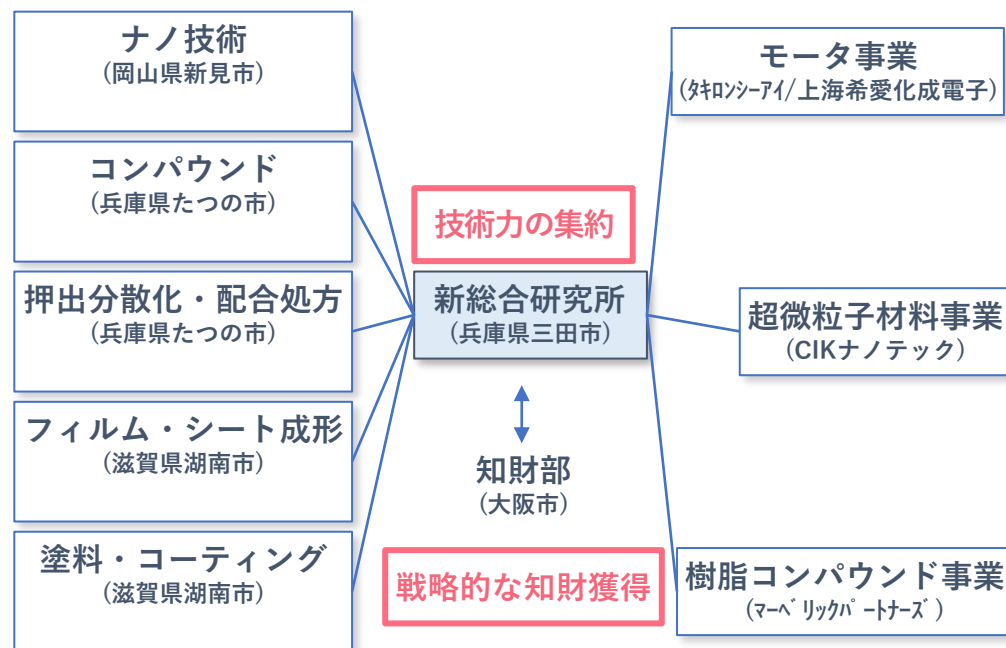 ナノ技術
(岡山県新見市)
コンパウンド
(兵庫県たつの市)
押出分散化・配合処方
(兵庫県たつの市)
フィルム・シート成形
(滋賀県湖南市)
塗料・コーティング
(滋賀県湖南市)
技術力の集約
新総合研究所
(兵庫県三田市)
知財部
(大阪市)
戦略的な知財獲得
モータ事業
(ﾀｷﾛﾝｼｰｱｲ/上海希愛化成電子)
超微粒子材料事業
(CIKナノテック)
樹脂コンパウンド事業
(ﾏｰﾍﾞﾘｯｸﾊﾟｰﾄﾅｰｽﾞ)